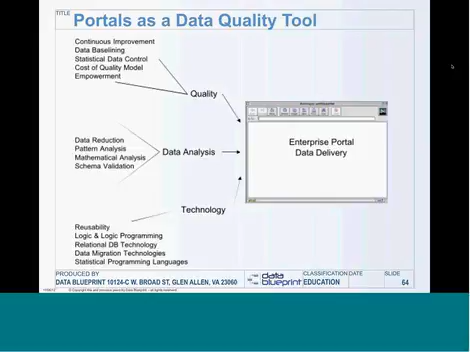 TITLE
Portals as a Data Quality Tool
Continuous Improvement
Data Baselining
Statistical Data Control
Cost of Quality Model
Empowerment
Quality
Enterprise Portal
Data Delivery
Data Reduction
Pattern Analysis
Mathematical Analysis
Schema Validation
Data Analysis
Technology
Reusability
Logic & Logic Programming
Relational DB Technology
Data Migration Technologies
Statistical Programming Languages
PRODUCED BY
DATA BLUEPRINT 10124-C W. BROAD ST, GLEN ALLEN, VA 23060
data
blueprint
CLASSIFICATION
EDUCATION
DATE
SLIDE
64